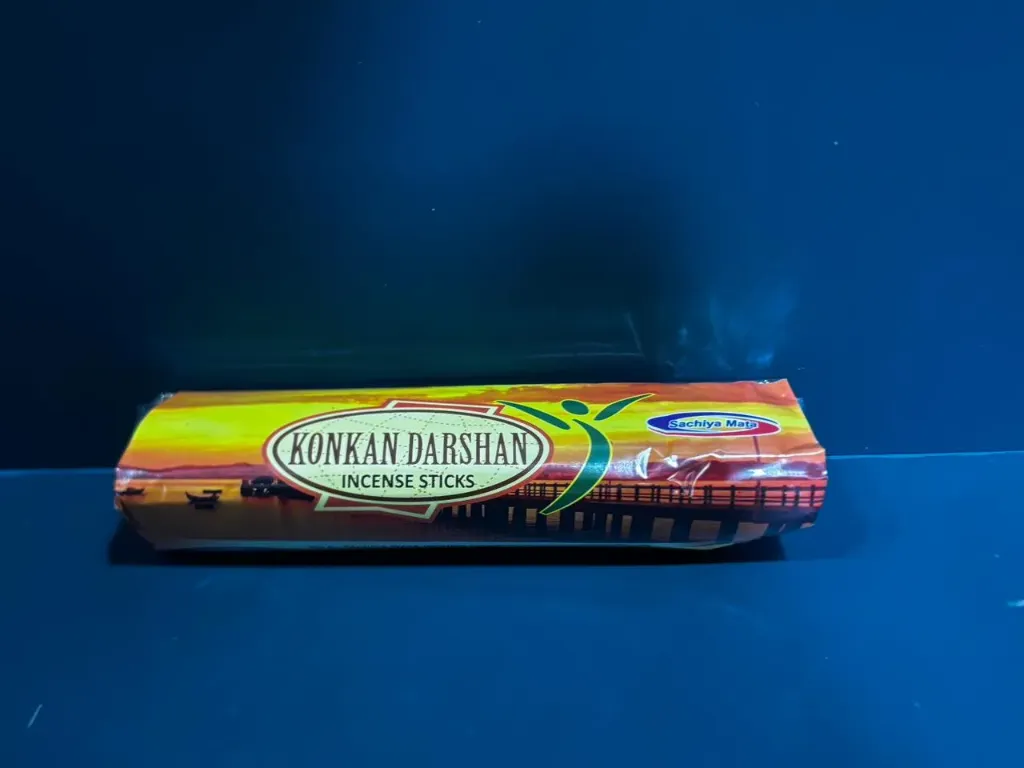 KONKAN DARSHAN
INCENSE STICKS
Sachiya Mata